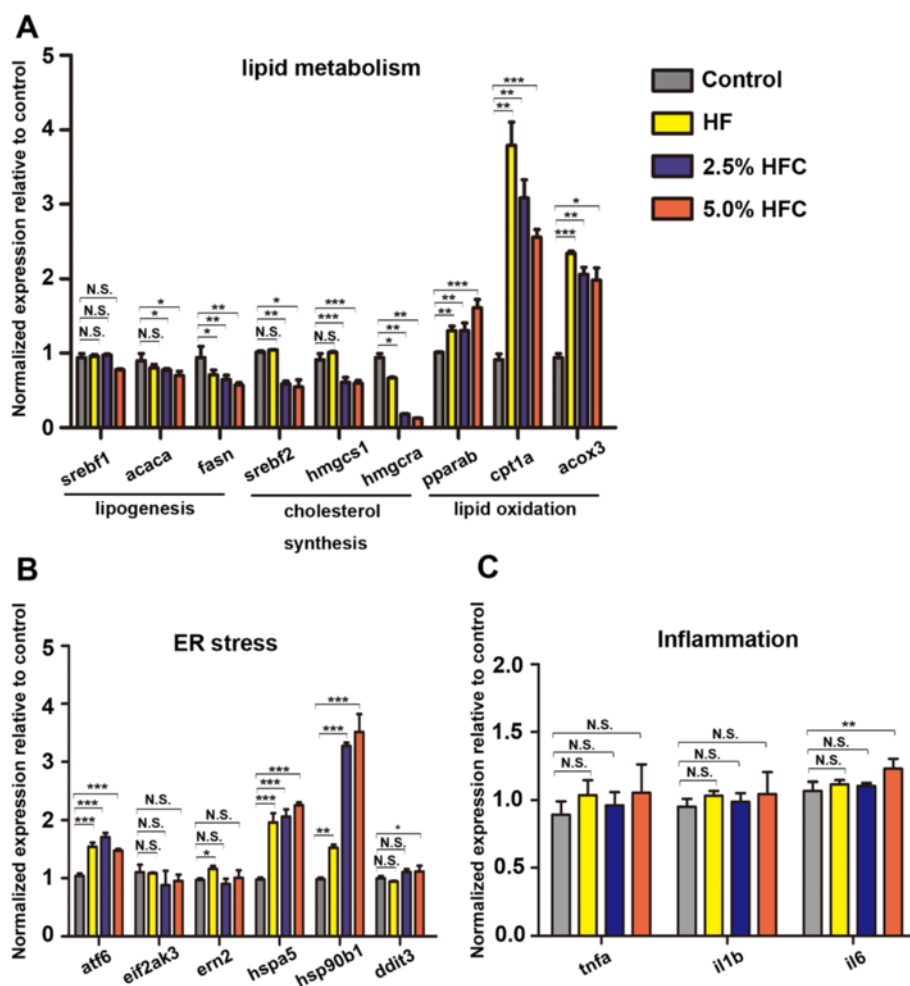 A
lipid metabolism
Normalized expression relative to control
5
4
3
2
1
0
Control
HF
2.5% HFC
5.0% HFC
N.S.
N.S.
N.S.
*
*
N.S.
**
**
*
*
**
N.S.
***
***
N.S.
**
**
*
***
**
**
***
**
**
*
**
***
srebf1 acaca fasn srebf2 hmgcs1 hmgcra pparab cpt1a acox3
lipogenesis cholesterol lipid oxidation
synthesis
B
ER stress
Normalized expression relative to control
5
4
3
2
1
0
***
***
***
N.S.
N.S.
N.S.
N.S.
N.S.
*
***
***
***
***
***
**
*
N.S.
N.S.
atf6 eif2ak3 ern2 hspa5 hsp90b1 ddit3
C
Inflammation
Normalized expression relative to control
2.0
1.5
1.0
0.5
0.0
N.S.
N.S.
N.S.
N.S.
N.S.
N.S.
**
N.S.
N.S.
tnfa il1b il6